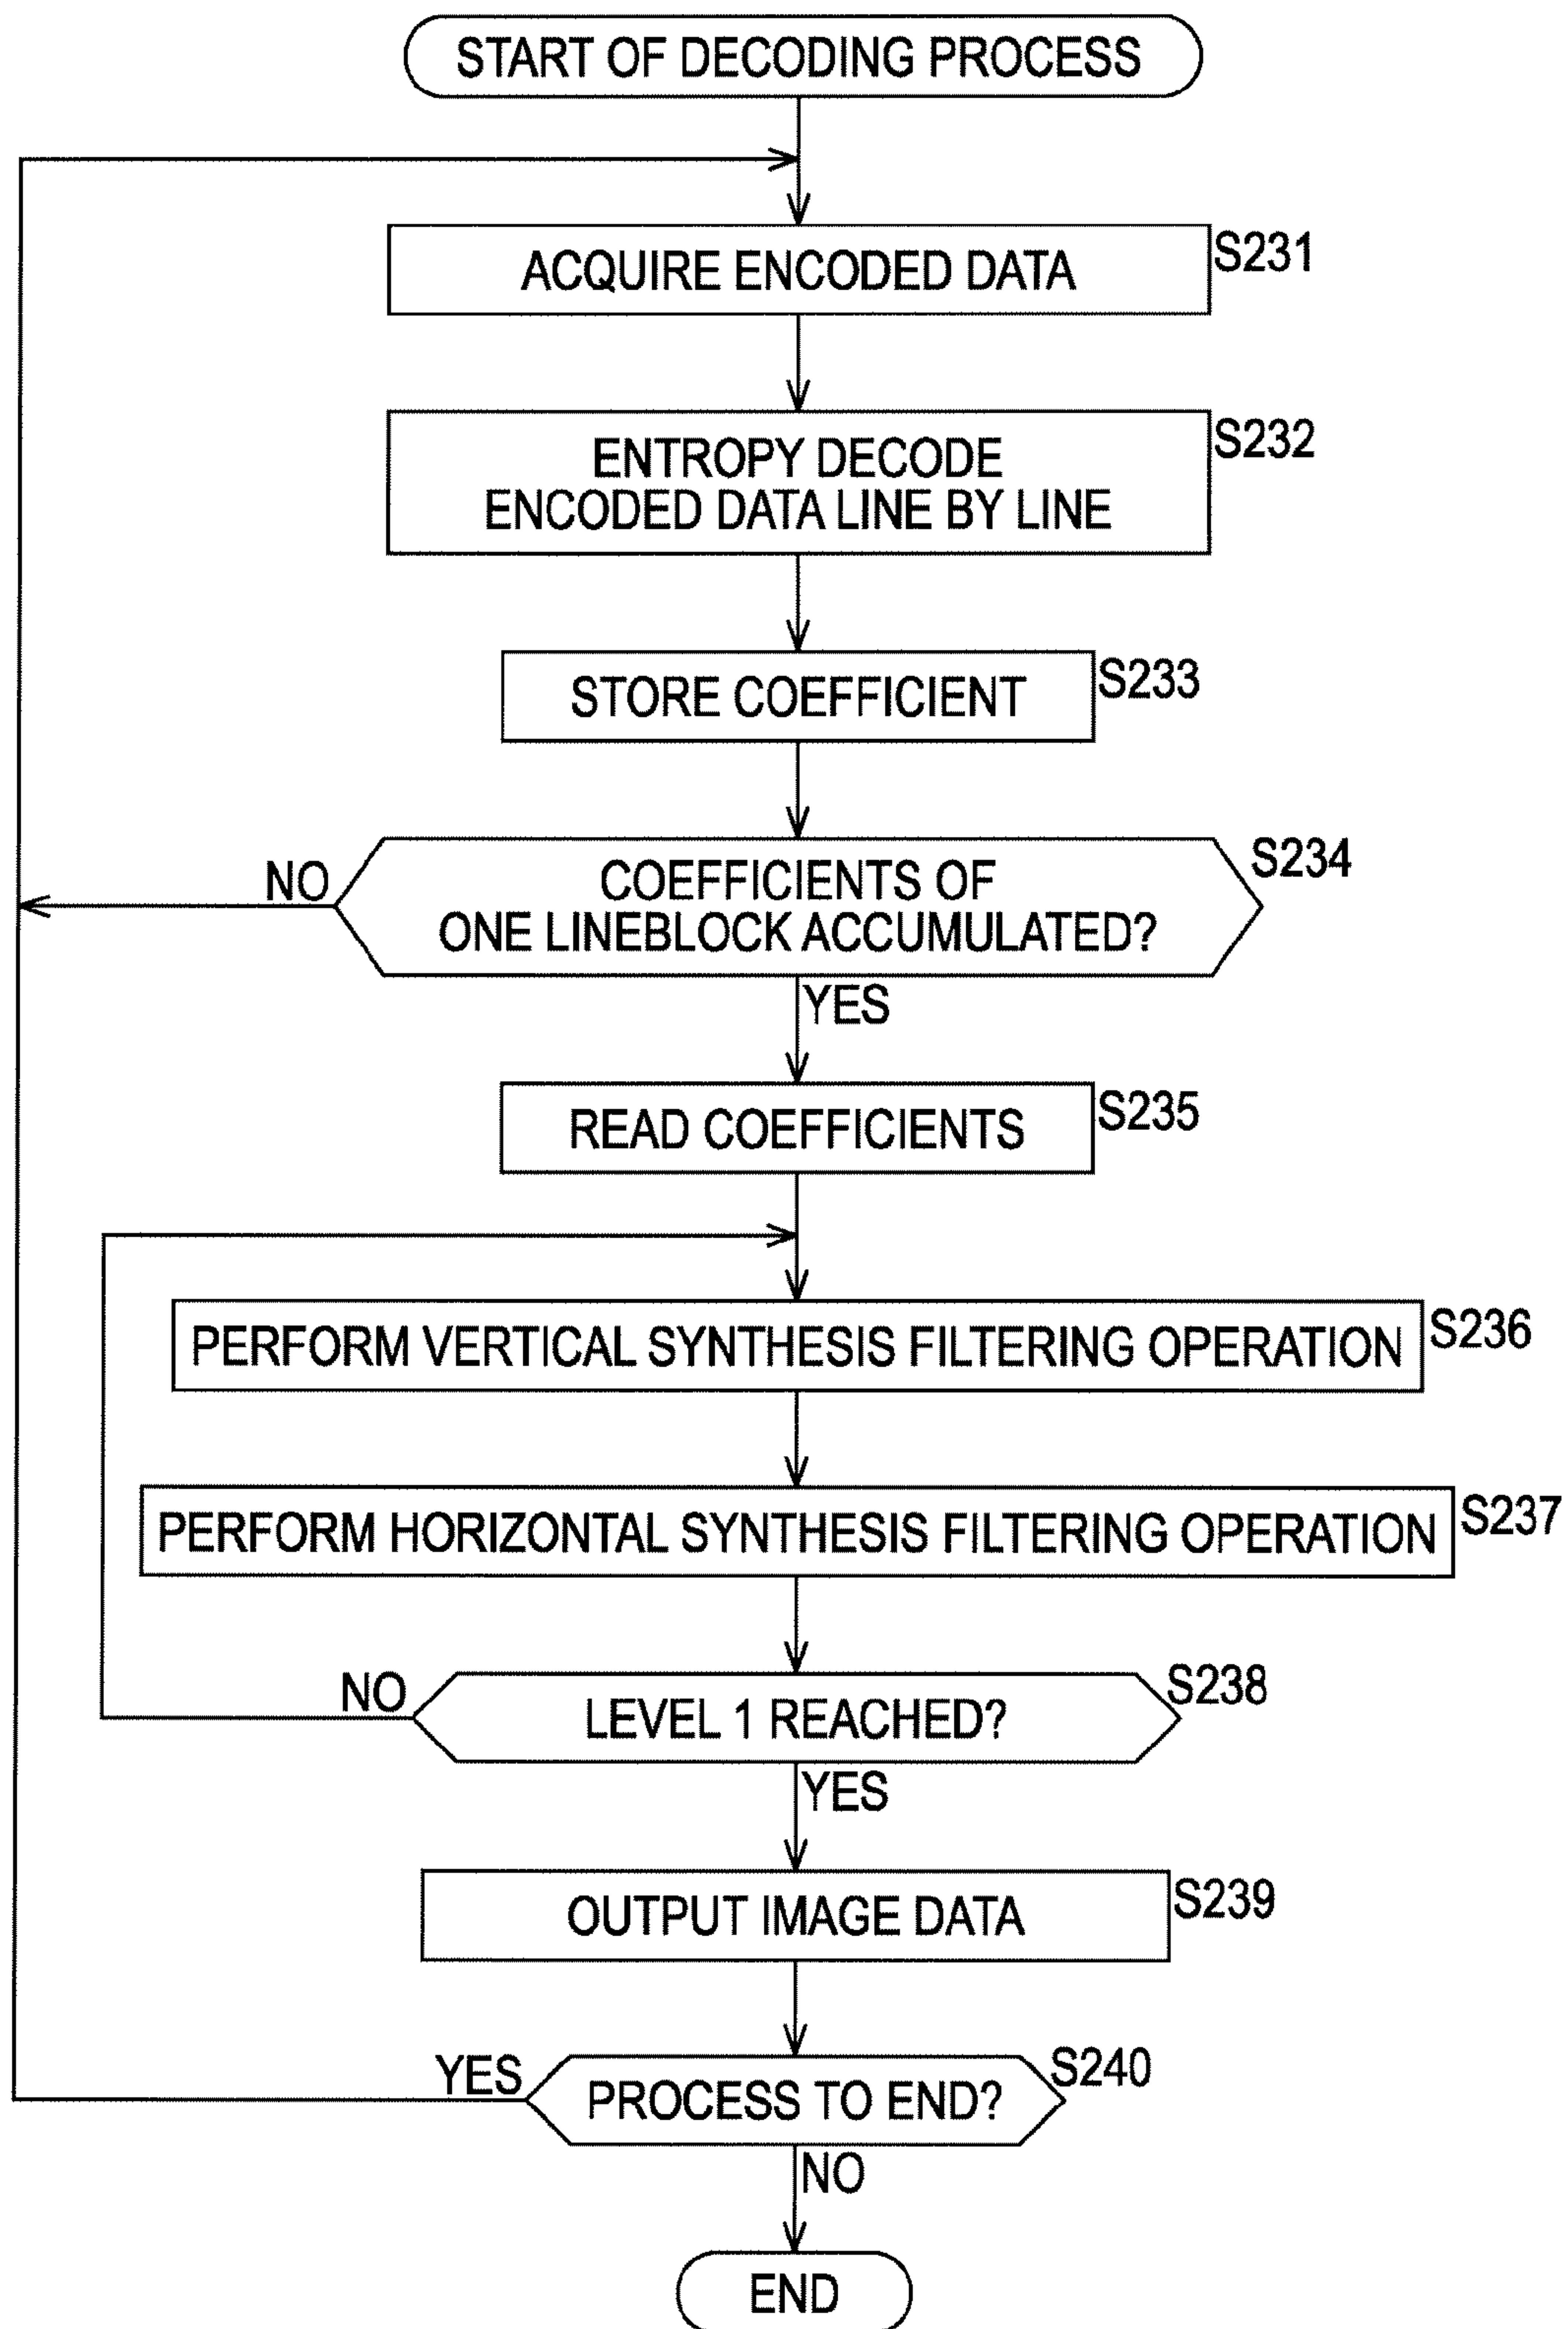 START OF DECODING PROCESS
ACQUIRE ENCODED DATA
S231
ENTROPY DECODE
ENCODED DATA LINE BY LINE
S232
STORE COEFFICIENT
S233
COEFFICIENTS OF
ONE LINEBLOCK ACCUMULATED?
S234
NO
YES
READ COEFFICIENTS
S235
PERFORM VERTICAL SYNTHESIS FILTERING OPERATION
S236
PERFORM HORIZONTAL SYNTHESIS FILTERING OPERATION
S237
LEVEL 1 REACHED?
S238
NO
YES
OUTPUT IMAGE DATA
S239
PROCESS TO END?
S240
YES
NO
END